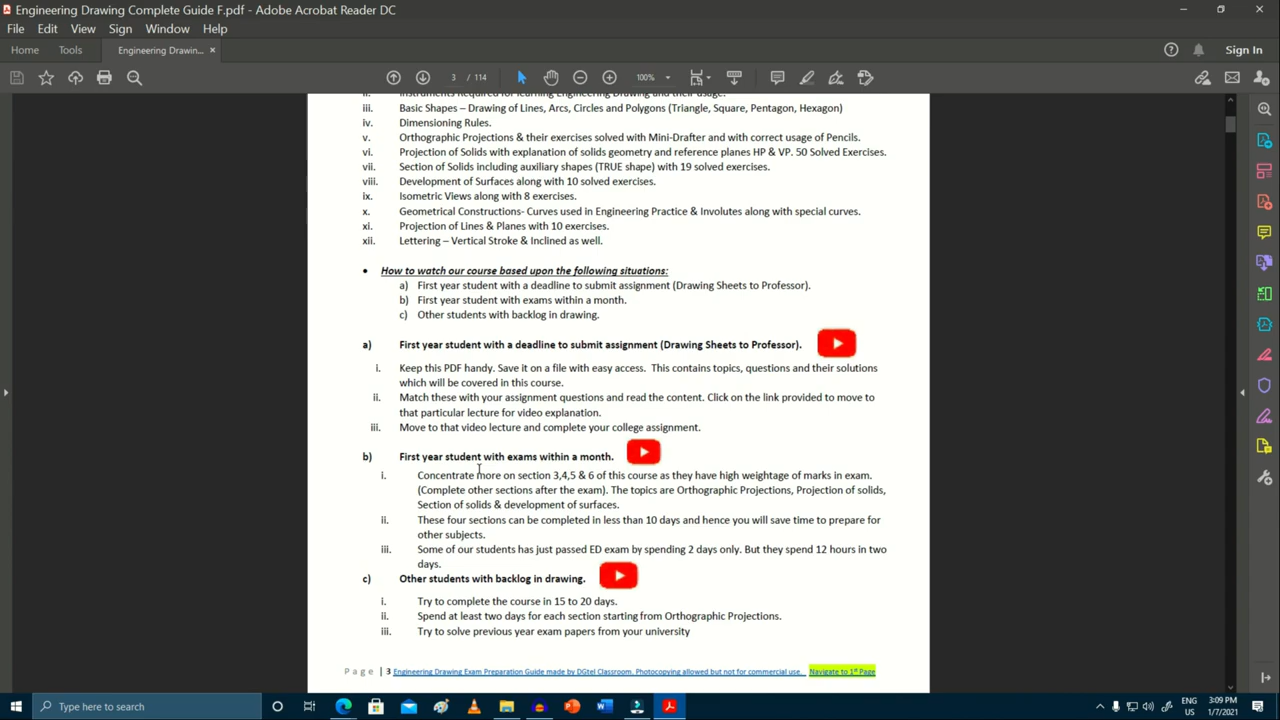 Engineering Drawing Complete Guide F.pdf - Adobe Acrobat Reader DC
File Edit View Sign Window Help
Home Tools Engineering Drawin... × Sign In
3 / 114 100%
ii. Instruments Required for learning Engineering Drawing and their usage.
iii. Basic Shapes – Drawing of Lines, Arcs, Circles and Polygons (Triangle, Square, Pentagon, Hexagon)
iv. Dimensioning Rules.
v. Orthographic Projections & their exercises solved with Mini-Drafter and with correct usage of Pencils.
vi. Projection of Solids with explanation of solids geometry and reference planes HP & VP. 50 Solved Exercises.
vii. Section of Solids including auxiliary shapes (TRUE shape) with 19 solved exercises.
viii. Development of Surfaces along with 10 solved exercises.
ix. Isometric Views along with 8 exercises.
x. Geometrical Constructions- Curves used in Engineering Practice & Involutes along with special curves.
xi. Projection of Lines & Planes with 10 exercises.
xii. Lettering – Vertical Stroke & Inclined as well.
• How to watch our course based upon the following situations:
a) First year student with a deadline to submit assignment (Drawing Sheets to Professor).
b) First year student with exams within a month.
c) Other students with backlog in drawing.
a) First year student with a deadline to submit assignment (Drawing Sheets to Professor).
i. Keep this PDF handy. Save it on a file with easy access. This contains topics, questions and their solutions
which will be covered in this course.
ii. Match these with your assignment questions and read the content. Click on the link provided to move to
that particular lecture for video explanation.
iii. Move to that video lecture and complete your college assignment.
b) First year student with exams within a month.
i. Concentrate more on section 3,4,5 & 6 of this course as they have high weightage of marks in exam.
(Complete other sections after the exam). The topics are Orthographic Projections, Projection of solids,
Section of solids & development of surfaces.
ii. These four sections can be completed in less than 10 days and hence you will save time to prepare for
other subjects.
iii. Some of our students has just passed ED exam by spending 2 days only. But they spend 12 hours in two
days.
c) Other students with backlog in drawing.
i. Try to complete the course in 15 to 20 days.
ii. Spend at least two days for each section starting from Orthographic Projections.
iii. Try to solve previous year exam papers from your university
Page | 3 Engineering Drawing Exam Preparation Guide made by DGtel Classroom. Photocopying allowed but not for commercial use. Navigate to 1st Page
Type here to search
ENG 3:09 PM
US 1/7/2021